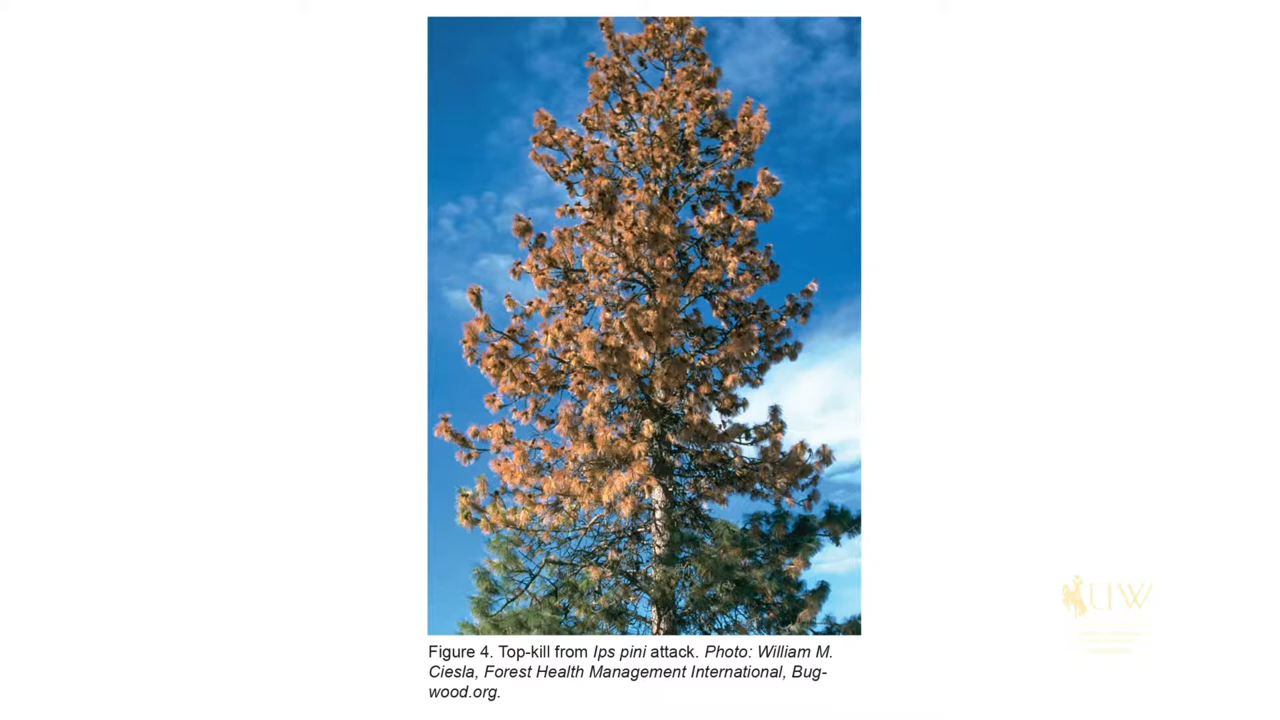 UW
Figure 4. Top-kill from Ips pini attack. Photo: William M.
Ciesla, Forest Health Management International, Bug-
wood.org.